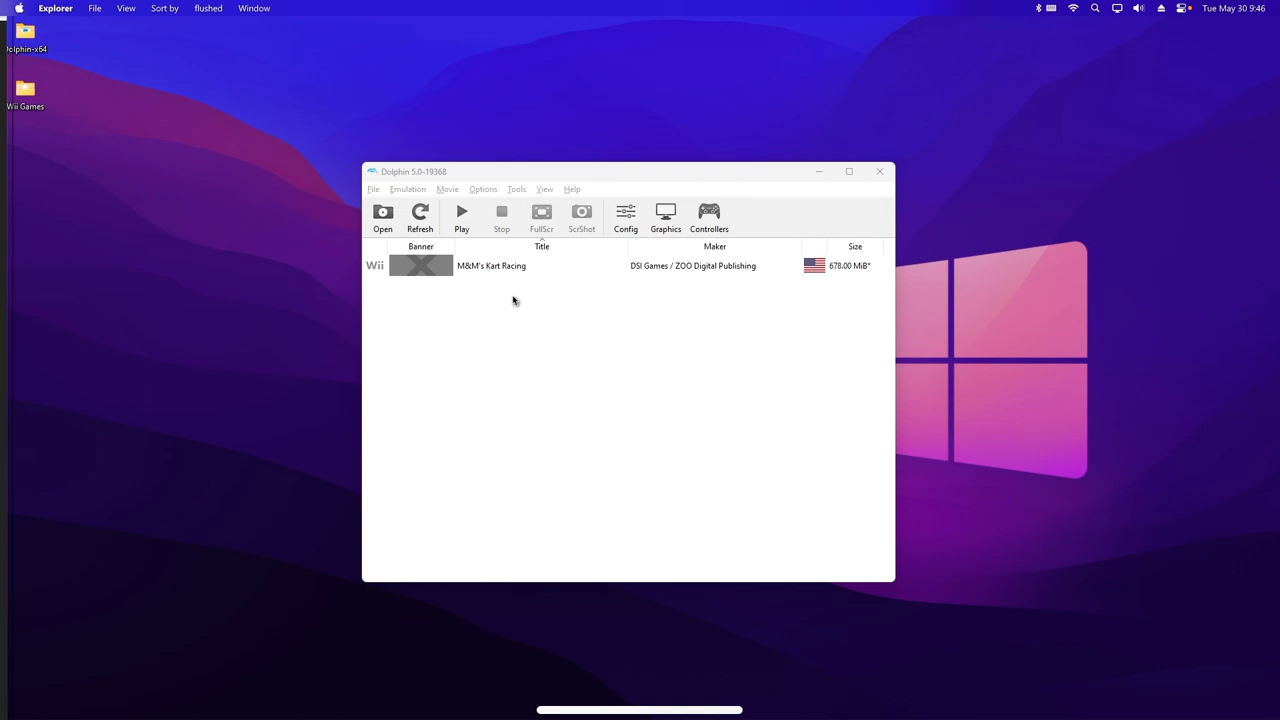 Explorer File View Sort by flushed Window Tue May 30 9:46
Dolphin-x64
Wii Games
Dolphin 5.0-19368
File Emulation Movie Options Tools View Help
Open Refresh Play Stop FullScr ScrShot Config Graphics Controllers
Banner Title Maker Size
Wii M&M's Kart Racing DSI Games / ZOO Digital Publishing 678.00 MiB*